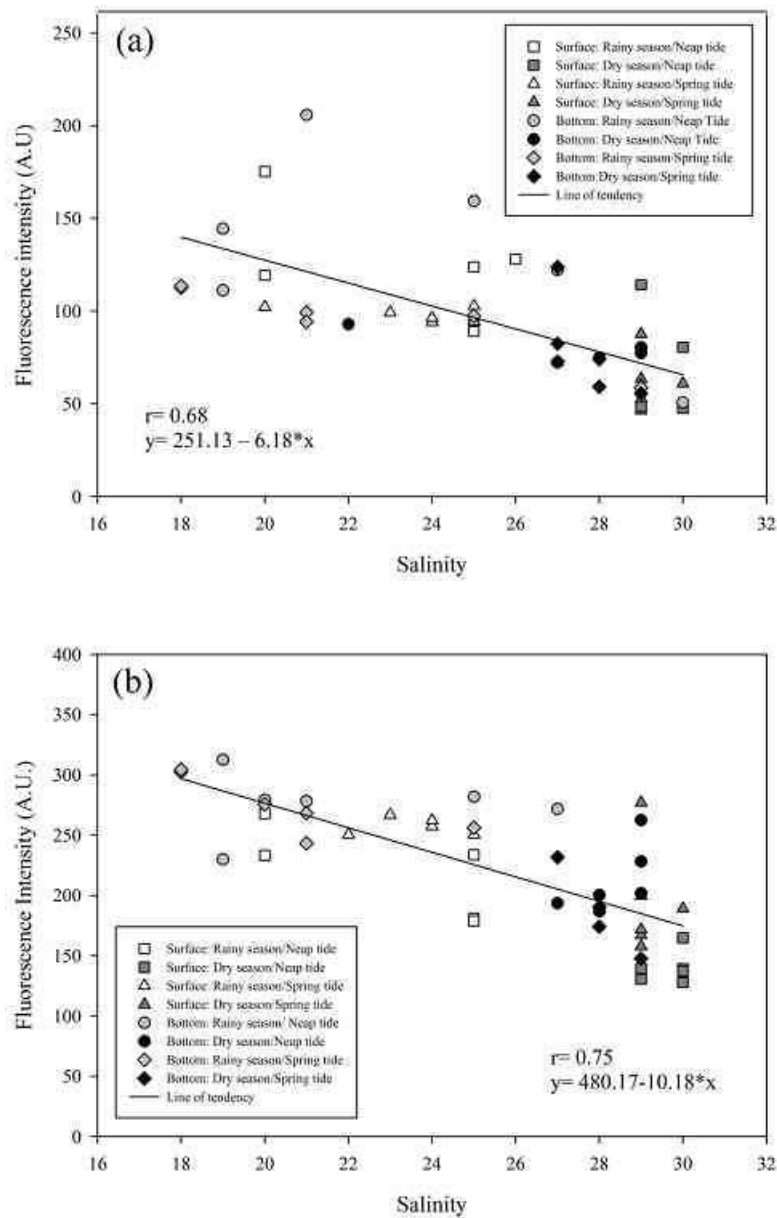 (a)
250
200
150
100
50
0
Fluorescence intensity (A.U)
Surface: Rainy season/Neap tide
Surface: Dry season/Neap tide
Surface: Rainy season/Spring tide
Surface: Dry season/Spring tide
Bottom: Rainy season/Neap Tide
Bottom: Dry season/Neap Tide
Bottom: Rainy season/Spring tide
Bottom:Dry season/Spring tide
Line of tendency
r= 0.68
y= 251.13 – 6.18*x
16 18 20 22 24 26 28 30 32
Salinity
(b)
400
350
300
250
200
150
100
50
0
Fluorescence Intensity (A.U.)
Surface: Rainy season/Neap tide
Surface: Dry season/Neap tide
Surface: Rainy season/Spring tide
Surface: Dry season/Spring tide
Bottom: Rainy season/ Neap tide
Bottom: Dry season/Neap tide
Bottom: Rainy season/Spring tide
Bottom: Dry season/Spring tide
Line of tendency
r= 0.75
y= 480.17-10.18*x
16 18 20 22 24 26 28 30 32
Salinity